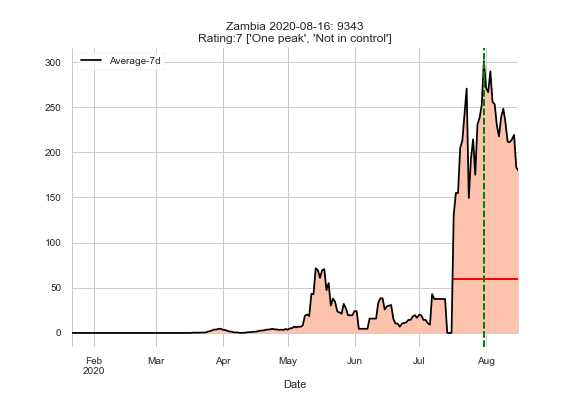 Zambia 2020-08-16: 9343
Rating:7 ['One peak', 'Not in control']
Average-7d
300
250
200
150
100
50
0
Feb Mar Apr May Jun Jul Aug
2020
Date